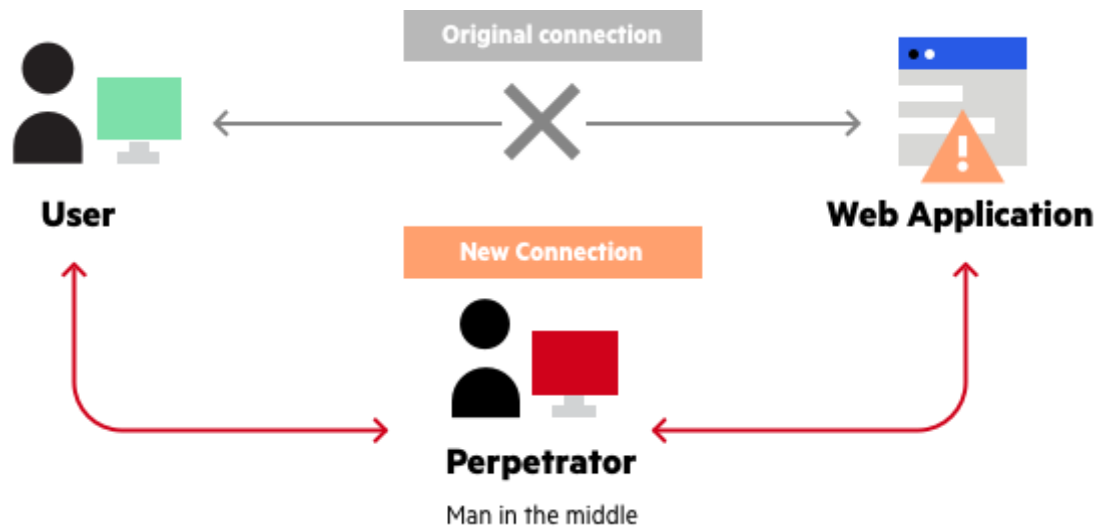 Original connection
User
Web Application
New Connection
Perpetrator
Man in the middle